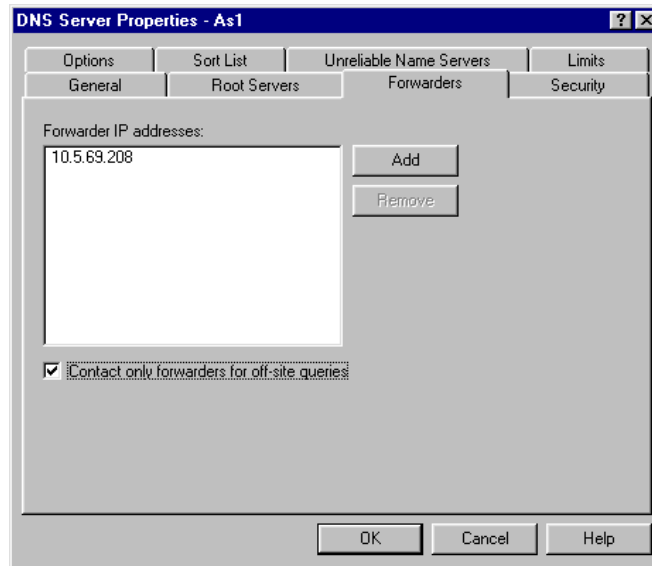 DNS Server Properties - As1
Options Sort List Unreliable Name Servers Limits
General Root Servers Forwarders Security
Forwarder IP addresses:
10.5.69.208
Add
Remove
Contact only forwarders for off-site queries
OK Cancel Help